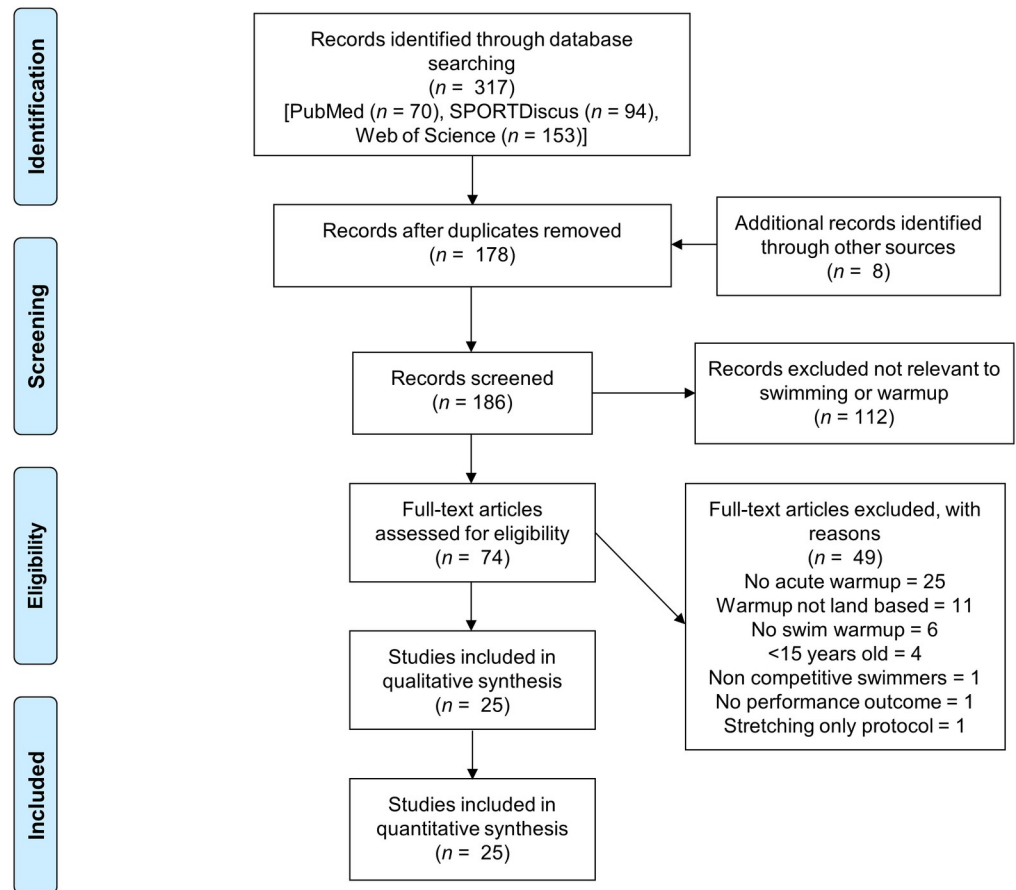 Identification
Records identified through database
searching
(n = 317)
[PubMed (n = 70), SPORTDiscus (n = 94),
Web of Science (n = 153)]
Records after duplicates removed
(n = 178)
Additional records identified
through other sources
(n = 8)
Screening
Records screened
(n = 186)
Records excluded not relevant to
swimming or warmup
(n = 112)
Eligibility
Full-text articles
assessed for eligibility
(n = 74)
Full-text articles excluded, with
reasons
(n = 49)
No acute warmup = 25
Warmup not land based = 11
No swim warmup = 6
<15 years old = 4
Non competitive swimmers = 1
No performance outcome = 1
Stretching only protocol = 1
Studies included in
qualitative synthesis
(n = 25)
Included
Studies included in
quantitative synthesis
(n = 25)